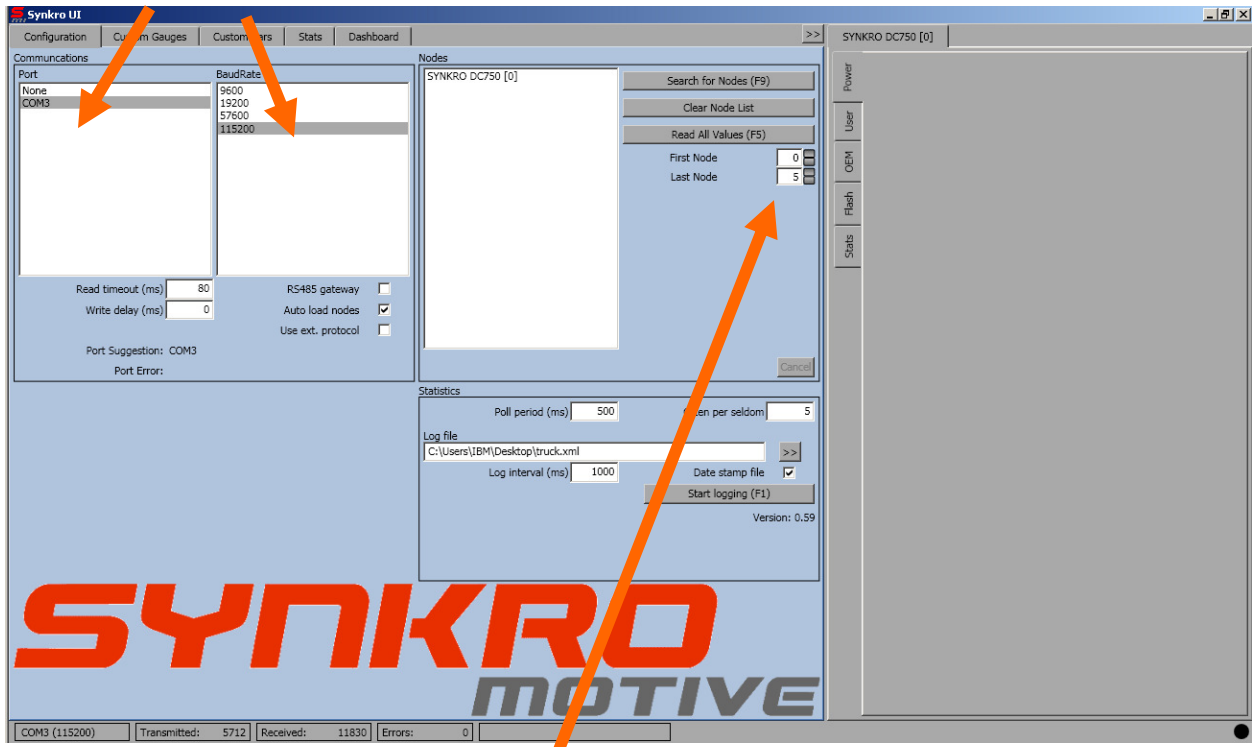 Synkro UI
Configuration
Stats
Dashboard
>>
SYNKRO DC750 [0]
Communcations
Port
None
COM3
BaudRate
9600
19200
57600
115200
Read timeout (ms) 80
Write delay (ms) 0
RS485 gateway
Auto load nodes
Use ext. protocol
Port Suggestion: COM3
Port Error:
Nodes
SYNKRO DC750 [0]
Search for Nodes (F9)
Clear Node List
Read All Values (F5)
First Node 0
Last Node 5
Cancel
Statistics
Poll period (ms) 500
per seldom 5
Log file
C:\Users\IBM\Desktop\truck.xml
>>
Log interval (ms) 1000
Date stamp file
Start logging (F1)
Version: 0.59
Power
User
OEM
Flash
Stats
SYNKRO
MOTIVE
COM3 (115200)
Transmitted: 5712
Received: 11830
Errors: 0